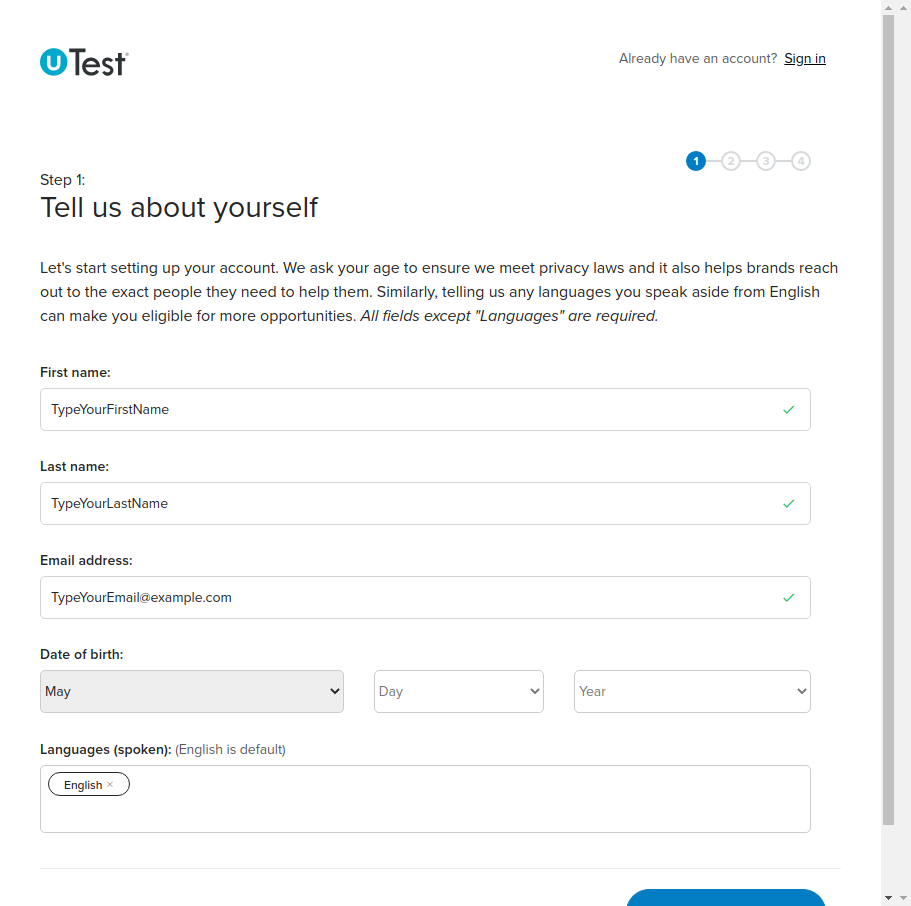 uTest
Already have an account? Sign in
1 2 3 4
Step 1:
Tell us about yourself
Let's start setting up your account. We ask your age to ensure we meet privacy laws and it also helps brands reach
out to the exact people they need to help them. Similarly, telling us any languages you speak aside from English
can make you eligible for more opportunities. All fields except "Languages" are required.
First name:
TypeYourFirstName
Last name:
TypeYourLastName
Email address:
TypeYourEmail@example.com
Date of birth:
May Day Year
Languages (spoken): (English is default)
English ×